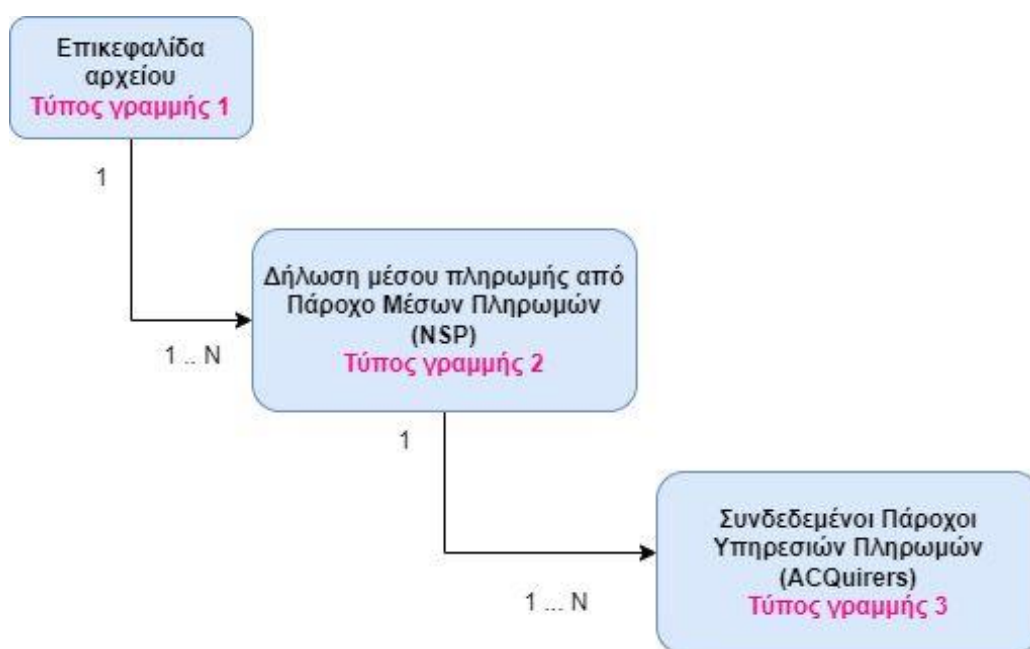 Επικεφαλίδα
αρχείου
Τύπος γραμμής 1
1
1 .. N
Δήλωση μέσου πληρωμής από
Πάροχο Μέσων Πληρωμών
(NSP)
Τύπος γραμμής 2
1
1 ... N
Συνδεδεμένοι Πάροχοι
Υπηρεσιών Πληρωμών
(ACQuirers)
Τύπος γραμμής 3